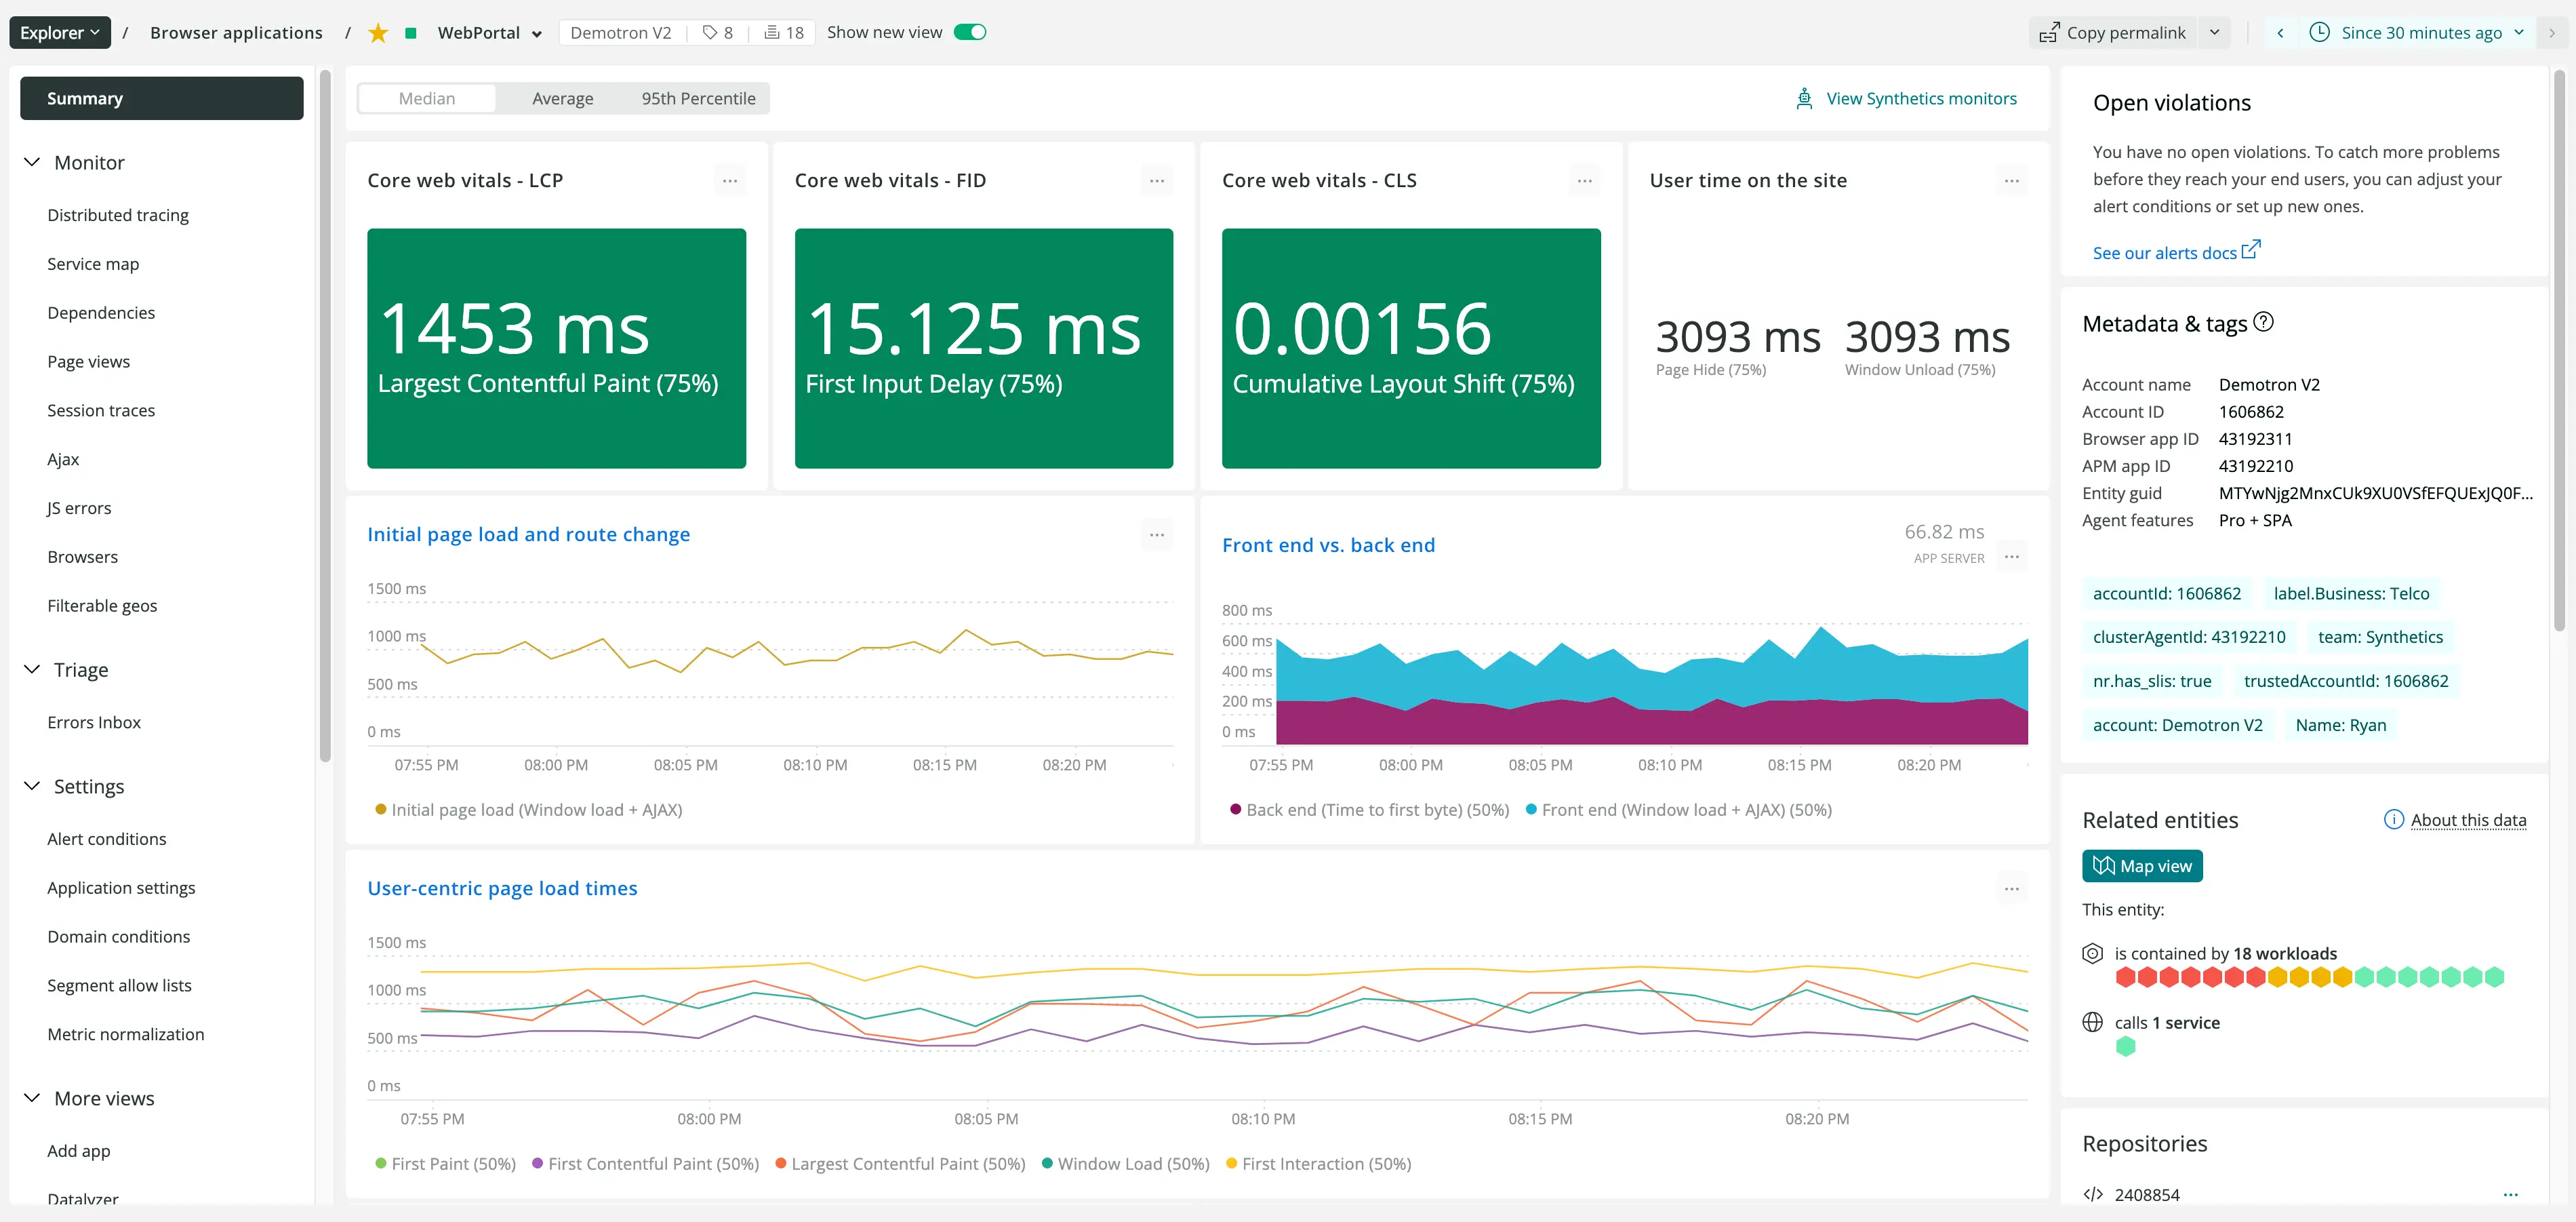 Explorer / Browser applications / WebPortal Demotron V2 8 18 Show new view
Copy permalink Since 30 minutes ago
Summary
Monitor
Distributed tracing
Service map
Dependencies
Page views
Session traces
Ajax
JS errors
Browsers
Filterable geos
Triage
Errors Inbox
Settings
Alert conditions
Application settings
Domain conditions
Segment allow lists
Metric normalization
More views
Add app
Datalyzer
Median Average 95th Percentile
View Synthetics monitors
Core web vitals - LCP
1453 ms
Largest Contentful Paint (75%)
Core web vitals - FID
15.125 ms
First Input Delay (75%)
Core web vitals - CLS
0.00156
Cumulative Layout Shift (75%)
User time on the site
3093 ms 3093 ms
Page Hide (75%) Window Unload (75%)
Initial page load and route change
1500 ms
1000 ms
500 ms
0 ms
07:55 PM 08:00 PM 08:05 PM 08:10 PM 08:15 PM 08:20 PM
Initial page load (Window load + AJAX)
Front end vs. back end
66.82 ms
APP SERVER
800 ms
600 ms
400 ms
200 ms
0 ms
07:55 PM 08:00 PM 08:05 PM 08:10 PM 08:15 PM 08:20 PM
Back end (Time to first byte) (50%) Front end (Window load + AJAX) (50%)
User-centric page load times
1500 ms
1000 ms
500 ms
0 ms
07:55 PM 08:00 PM 08:05 PM 08:10 PM 08:15 PM 08:20 PM
First Paint (50%) First Contentful Paint (50%) Largest Contentful Paint (50%) Window Load (50%) First Interaction (50%)
Open violations
You have no open violations. To catch more problems
before they reach your end users, you can adjust your
alert conditions or set up new ones.
See our alerts docs
Metadata & tags
Account name Demotron V2
Account ID 1606862
Browser app ID 43192311
APM app ID 43192210
Entity guid MTYwNjg2MnxCUk9XU0VSfEFQUExJQ0F...
Agent features Pro + SPA
accountId: 1606862 label.Business: Telco
clusterAgentId: 43192210 team: Synthetics
nr.has_slis: true trustedAccountId: 1606862
account: Demotron V2 Name: Ryan
Related entities About this data
Map view
This entity:
is contained by 18 workloads
calls 1 service
Repositories
2408854